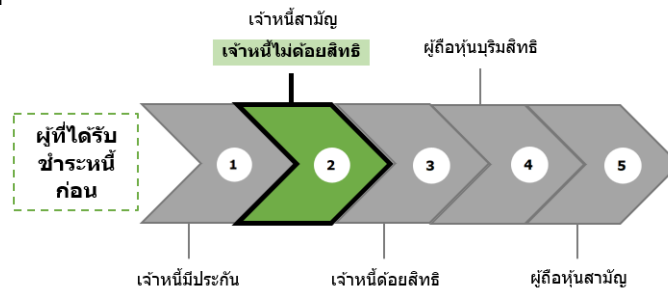 เจ้าหนี้สามัญ
เจ้าหนี้ไม่ด้อยสิทธิ
ผู้ถือหุ้นบุริมสิทธิ
ผู้ที่ได้รับ
ชำระหนี้
ก่อน
1
2
3
4
5
เจ้าหนี้มีประกัน
เจ้าหนี้ด้อยสิทธิ
ผู้ถือหุ้นสามัญ